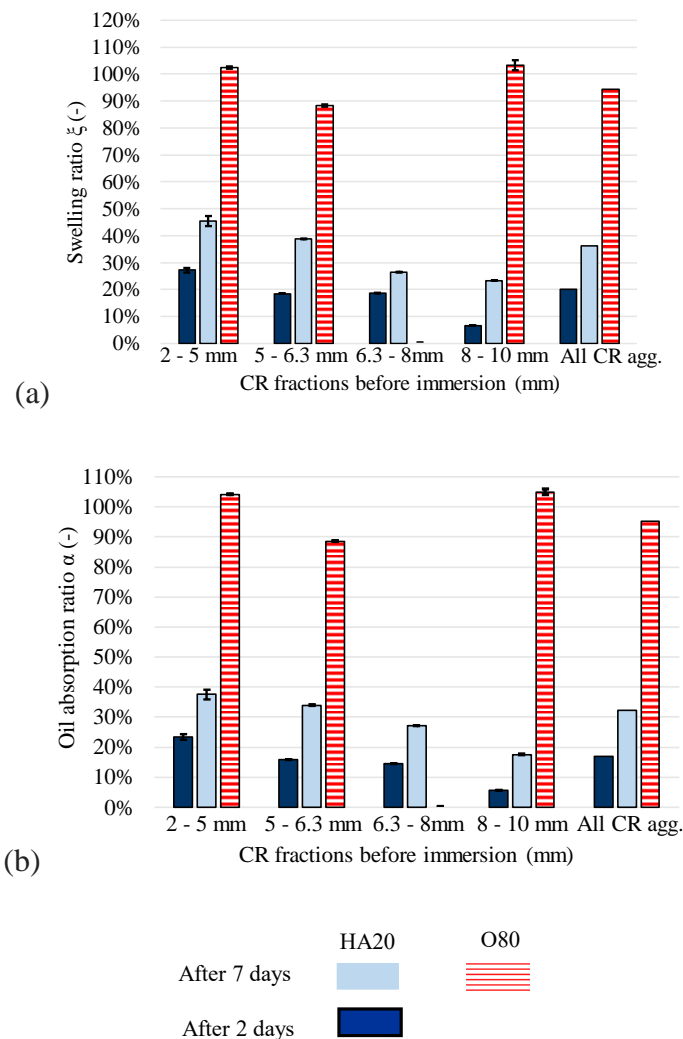 120%
110%
100%
90%
80%
70%
60%
50%
40%
30%
20%
10%
0%
Swelling ratio ξ (-)
2 - 5 mm 5 - 6.3 mm 6.3 - 8mm 8 - 10 mm All CR agg.
CR fractions before immersion (mm)
(a)
110%
100%
90%
80%
70%
60%
50%
40%
30%
20%
10%
0%
Oil absorption ratio α (-)
2 - 5 mm 5 - 6.3 mm 6.3 - 8mm 8 - 10 mm All CR agg.
CR fractions before immersion (mm)
(b)
HA20 O80
After 7 days
After 2 days